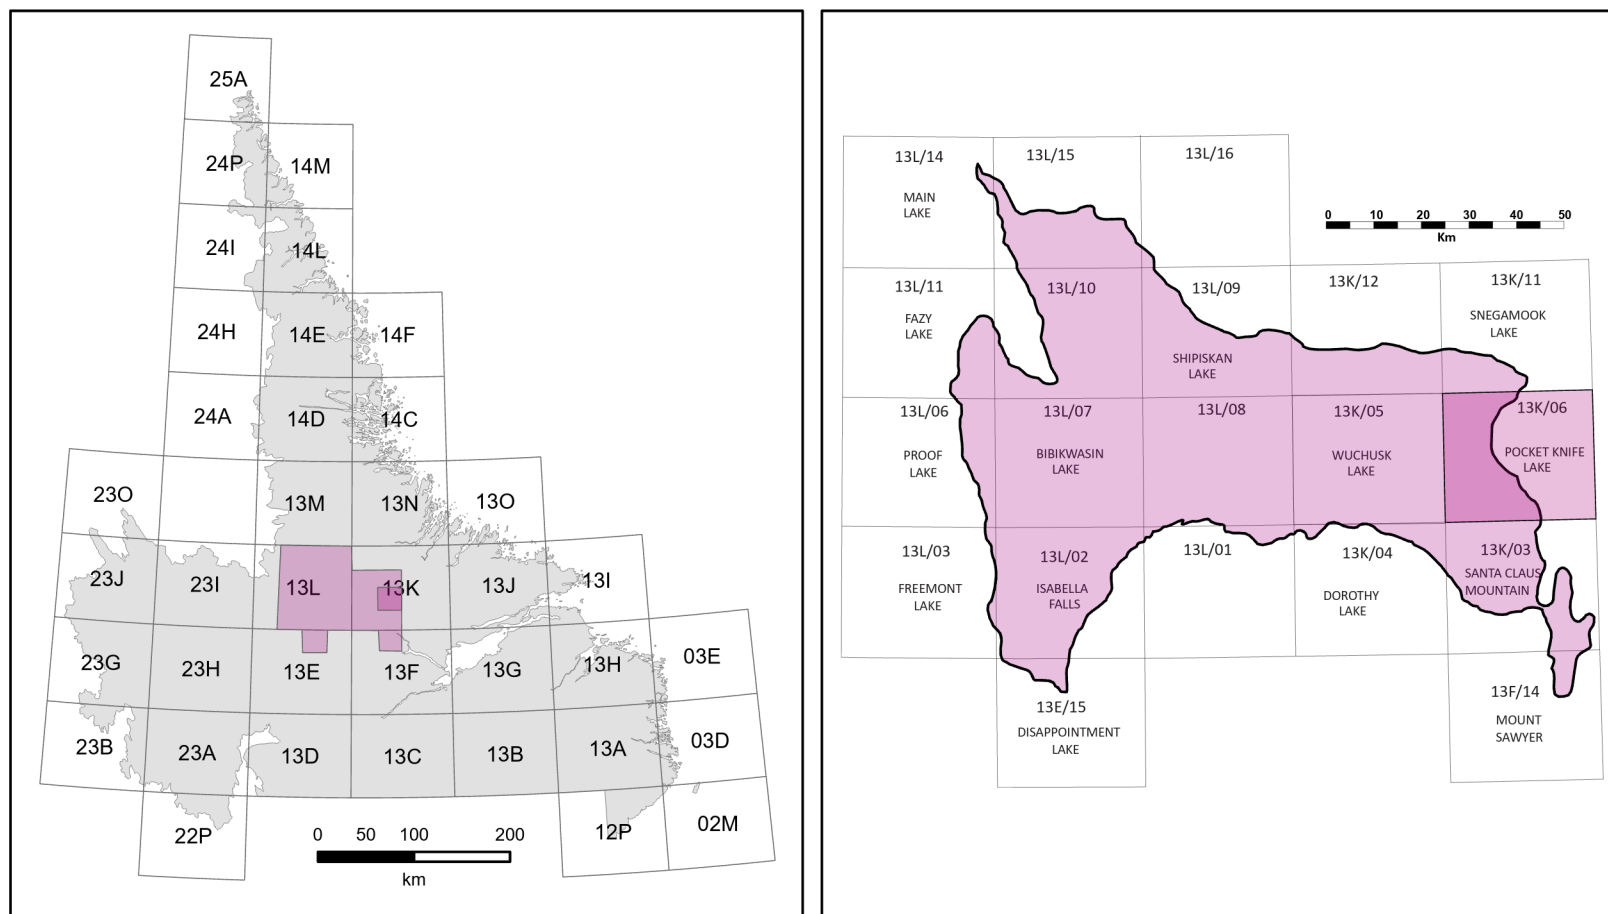 25A
24P
14M
24I
14L
24H
14E
14F
24A
14D
14C
23O
13M
13N
13O
23J
23I
13L
13K
13J
13I
23G
23H
13E
13F
13G
13H
03E
23B
23A
13D
13C
13B
13A
03D
22P
12P
02M
0 50 100 200
km
13L/14
13L/15
13L/16
MAIN
LAKE
0 10 20 30 40 50
Km
13L/11
13L/10
13L/09
13K/12
13K/11
FAZY
LAKE
SNEGAMOOK
LAKE
SHIPISKAN
LAKE
13L/06
13L/07
13L/08
13K/05
13K/06
PROOF
LAKE
BIBIKWASIN
LAKE
WUCHUSK
LAKE
POCKET KNIFE
LAKE
13L/03
13L/02
13L/01
13K/04
13K/03
FREEMONT
LAKE
ISABELLA
FALLS
DOROTHY
LAKE
SANTA CLAUS
MOUNTAIN
13E/15
DISAPPOINTMENT
LAKE
13F/14
MOUNT
SAWYER